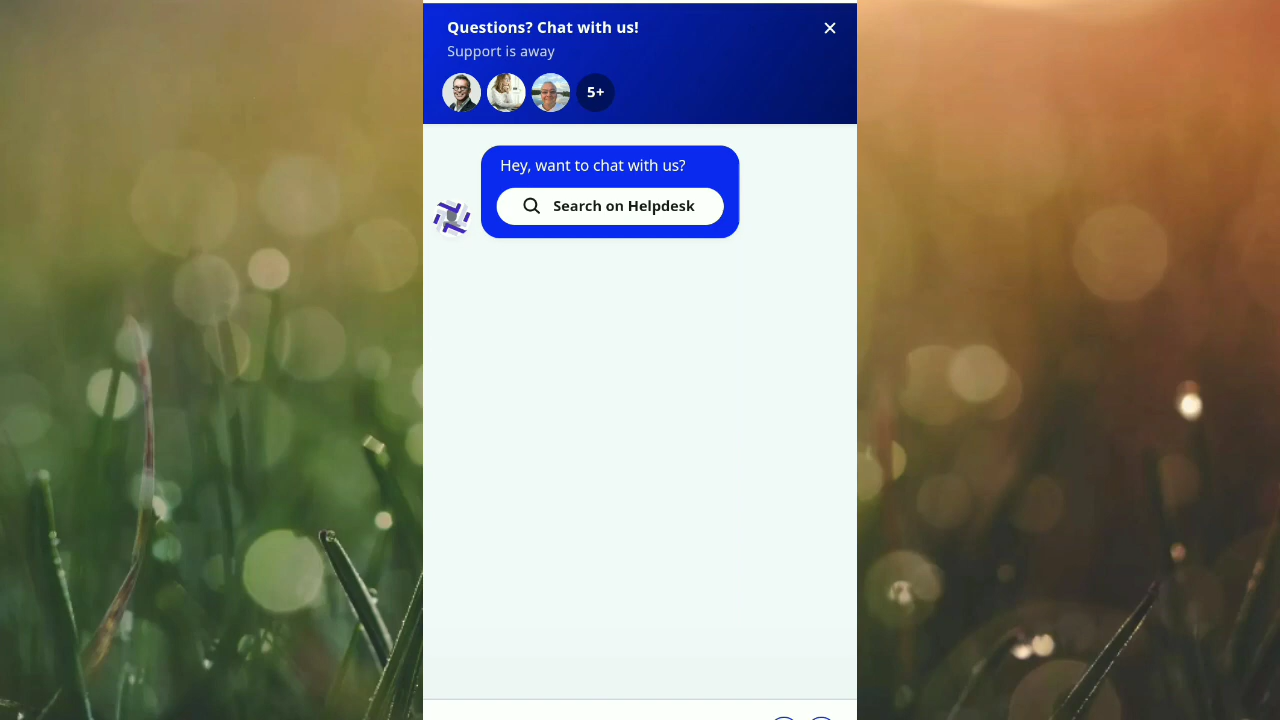 Questions? Chat with us!
Support is away
5+
Hey, want to chat with us?
Search on Helpdesk